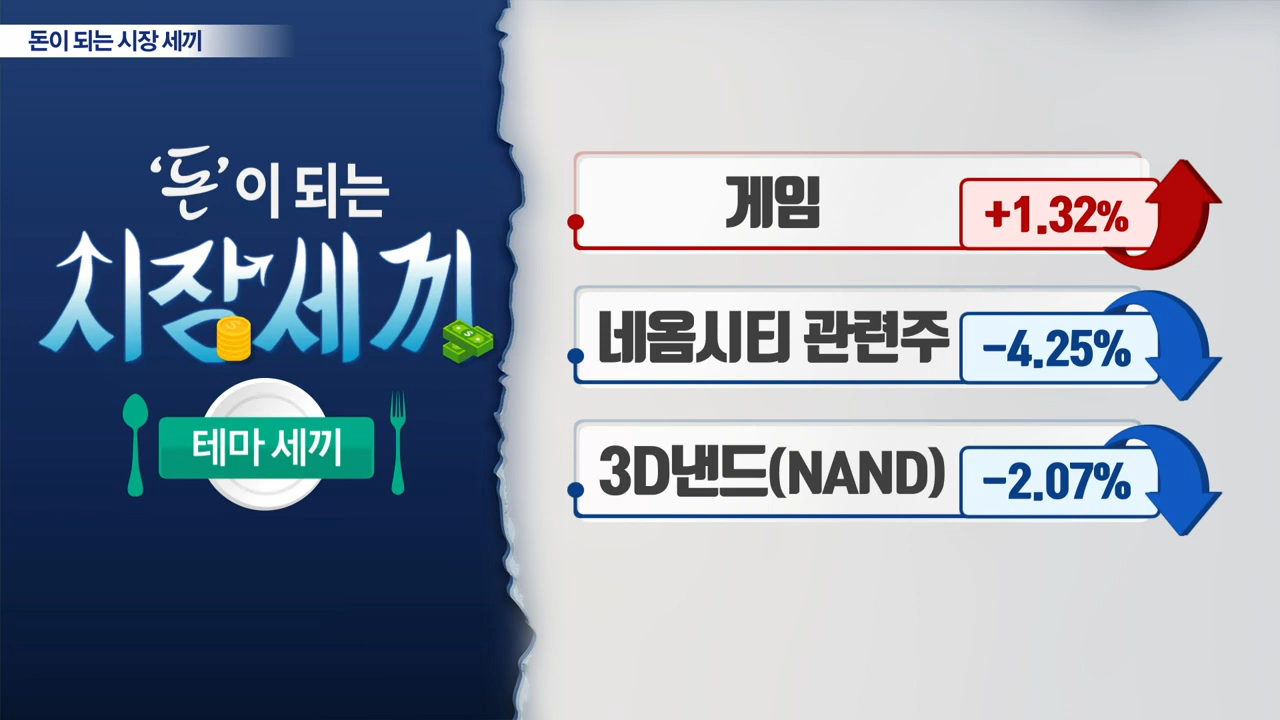 돈이 되는 시장 세끼
‘돈’이 되는
시장세끼
테마 세끼
게임
+1.32%
네옴시티 관련주
-4.25%
3D낸드(NAND)
-2.07%